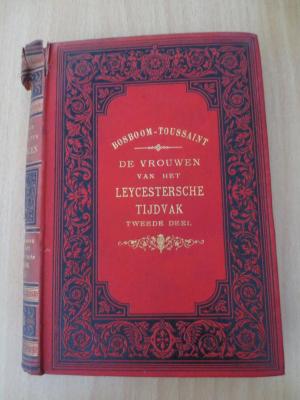 BOSBOOM-TOUSSAINT
DE VROUWEN
VAN HET
LEYCESTERSCHE
TIJDVAK
TWEEDE DEEL